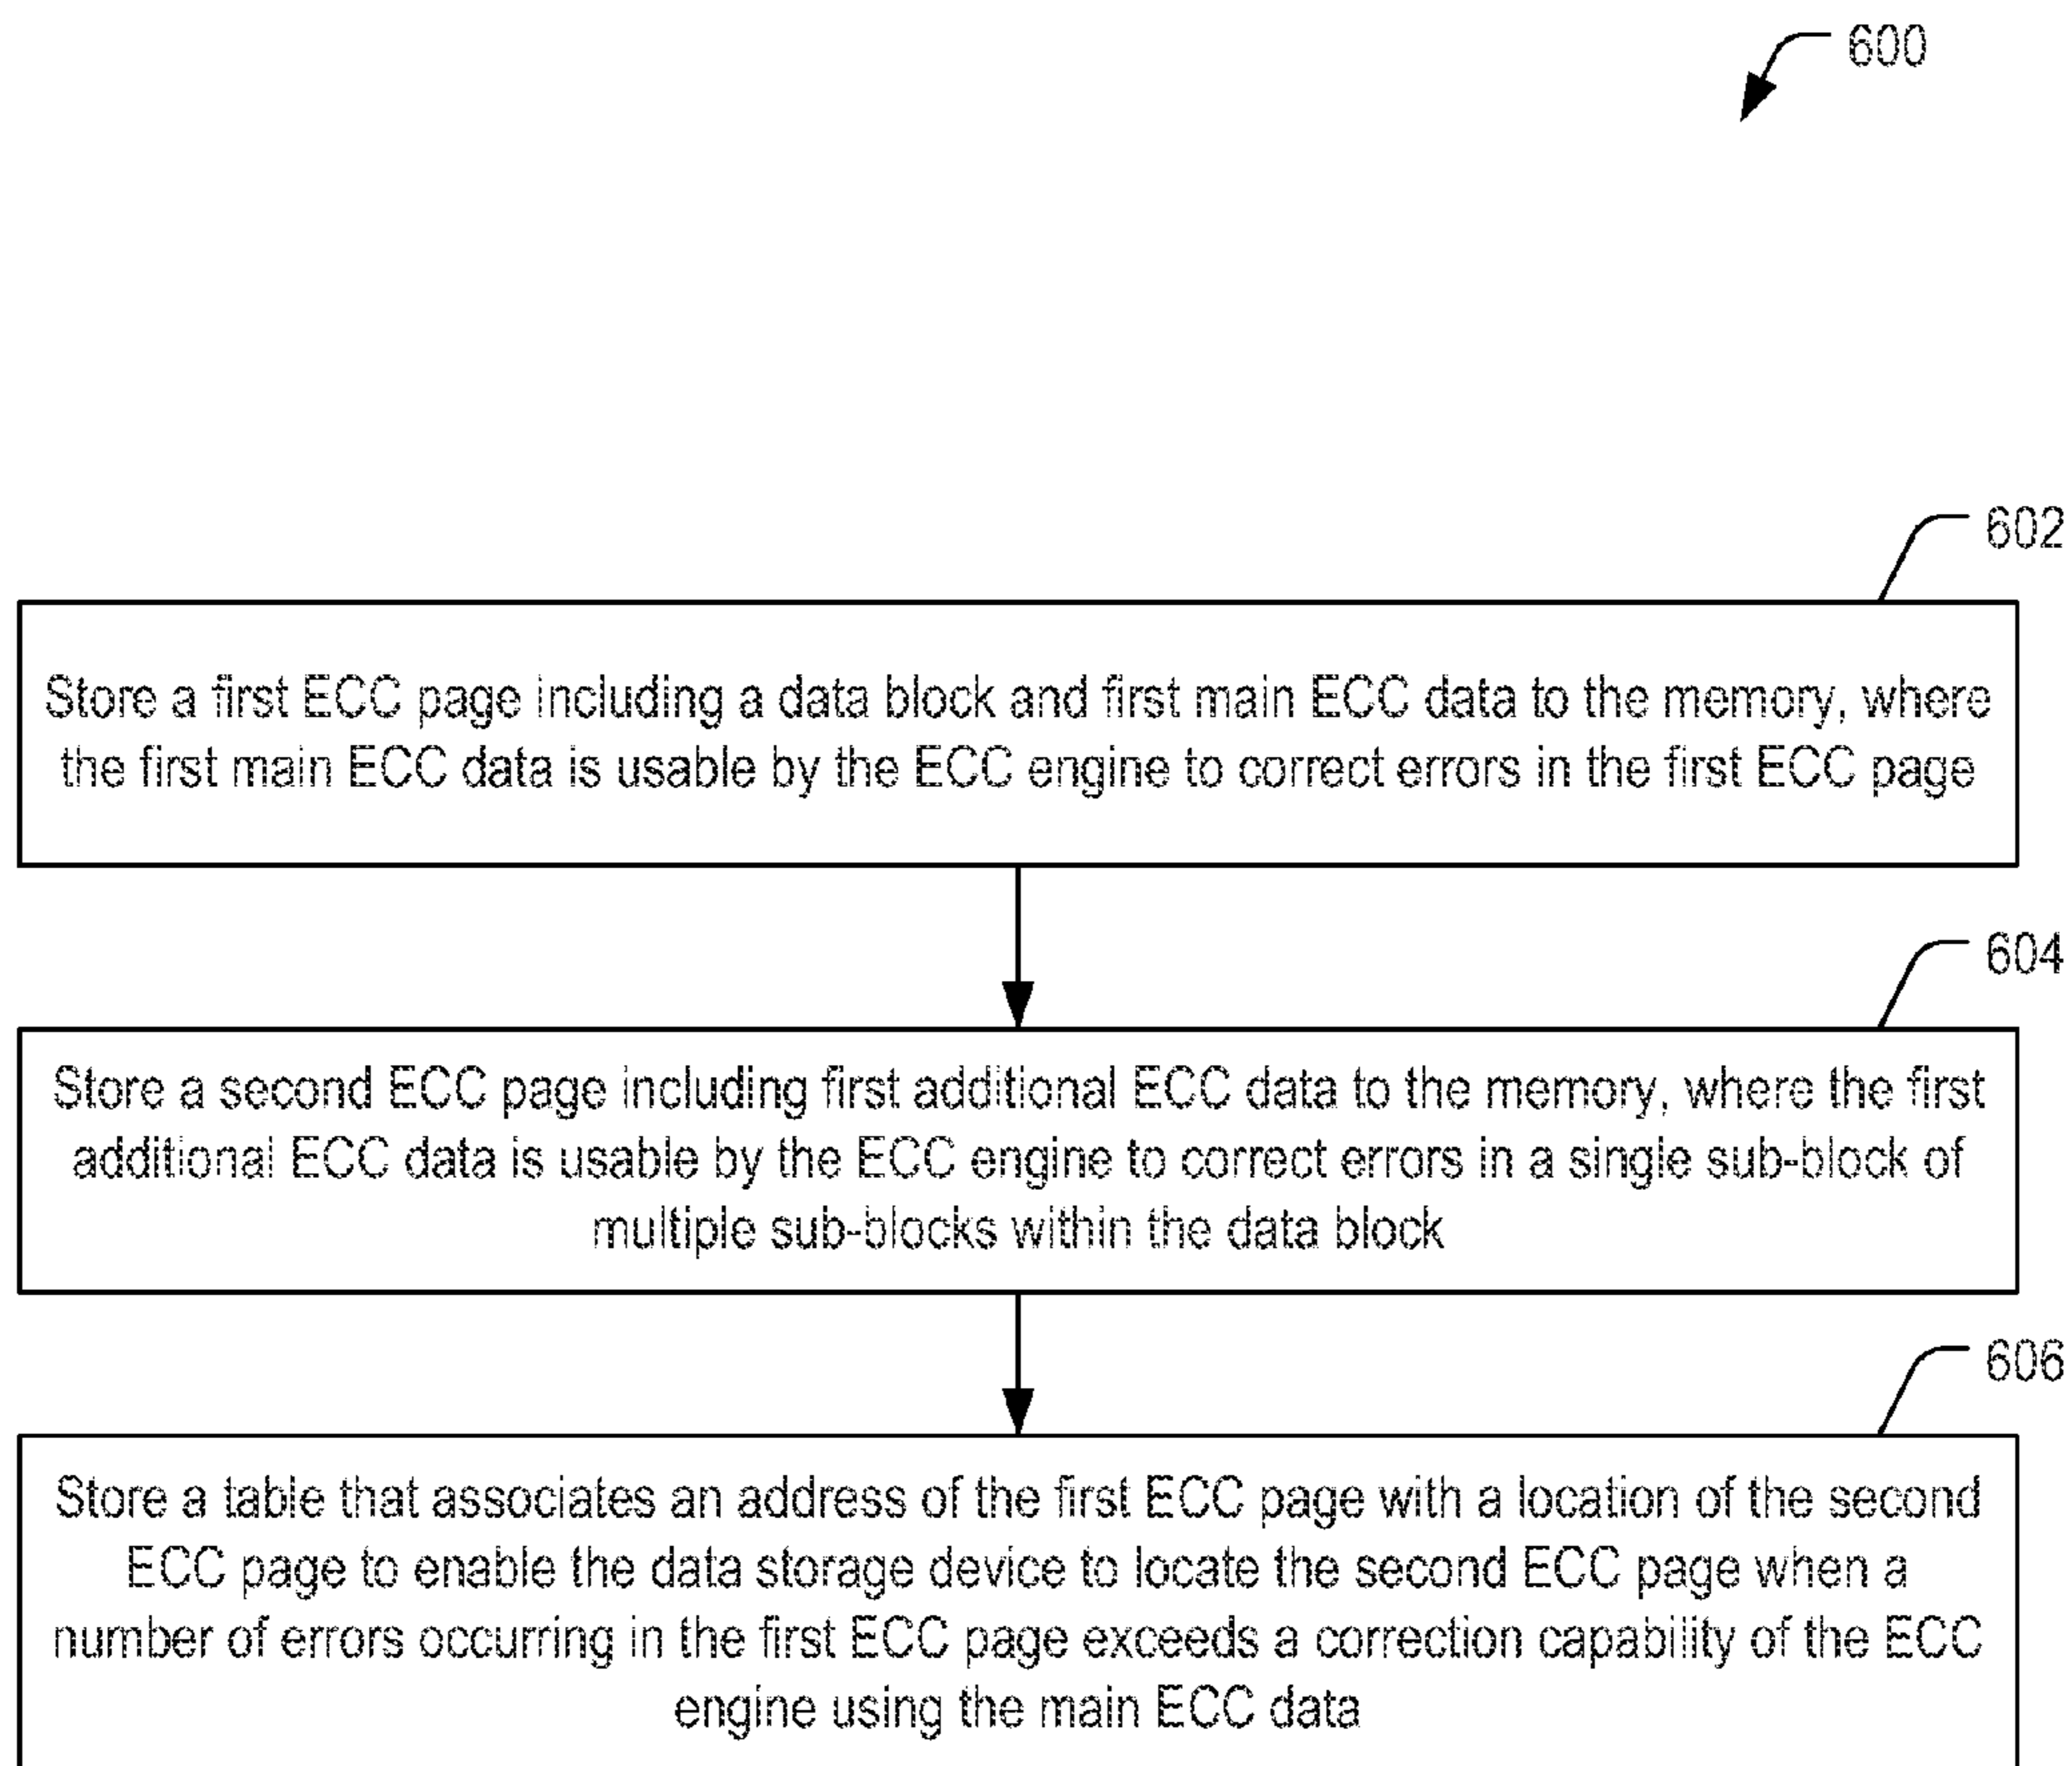 600
602
Store a first ECC page including a data block and first main ECC data to the memory, where
the first main ECC data is usable by the ECC engine to correct errors in the first ECC page
604
Store a second ECC page including first additional ECC data to the memory, where the first
additional ECC data is usable by the ECC engine to correct errors in a single sub-block of
multiple sub-blocks within the data block
606
Store a table that associates an address of the first ECC page with a location of the second
ECC page to enable the data storage device to locate the second ECC page when a
number of errors occurring in the first ECC page exceeds a correction capability of the ECC
engine using the main ECC data